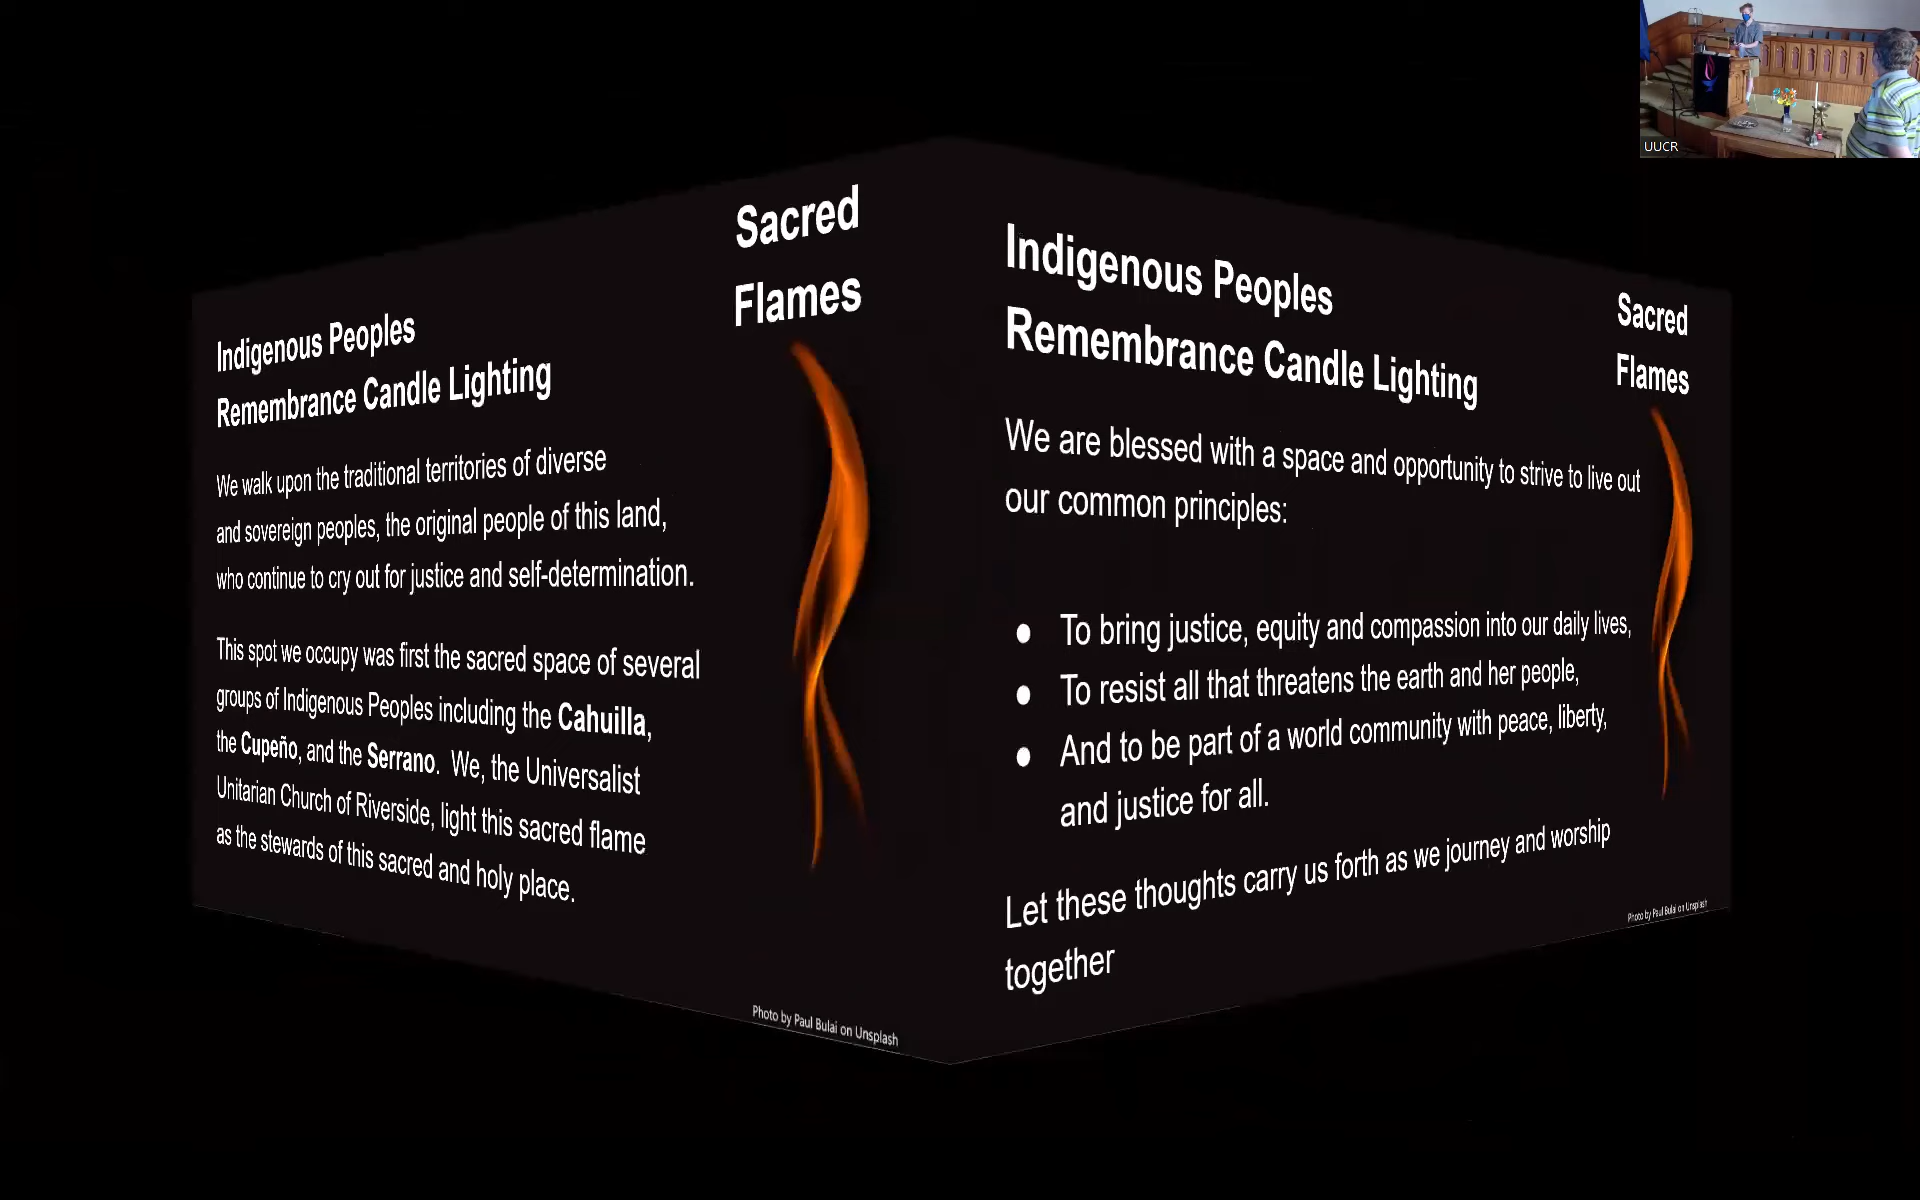 UUCR
Sacred
Flames
Indigenous Peoples
Remembrance Candle Lighting
We walk upon the traditional territories of diverse
and sovereign peoples, the original people of this land,
who continue to cry out for justice and self-determination.
This spot we occupy was first the sacred space of several
groups of Indigenous Peoples including the Cahuilla,
the Cupeño, and the Serrano. We, the Universalist
Unitarian Church of Riverside, light this sacred flame
as the stewards of this sacred and holy place.
Photo by Paul Bulai on Unsplash
Indigenous Peoples
Remembrance Candle Lighting
Sacred
Flames
We are blessed with a space and opportunity to strive to live out
our common principles:
● To bring justice, equity and compassion into our daily lives,
● To resist all that threatens the earth and her people,
● And to be part of a world community with peace, liberty,
and justice for all.
Let these thoughts carry us forth as we journey and worship
together
Photo by Paul Bulai on Unsplash